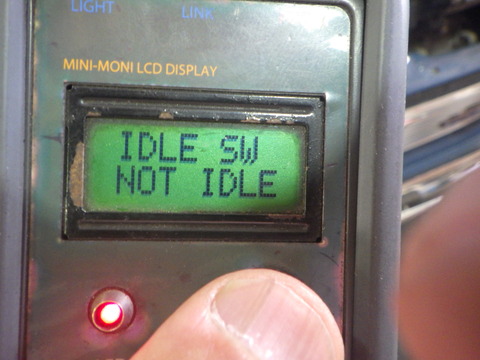 LIGHT LINK
MINI-MONI LCD DISPLAY
IDLE SW
NOT IDLE